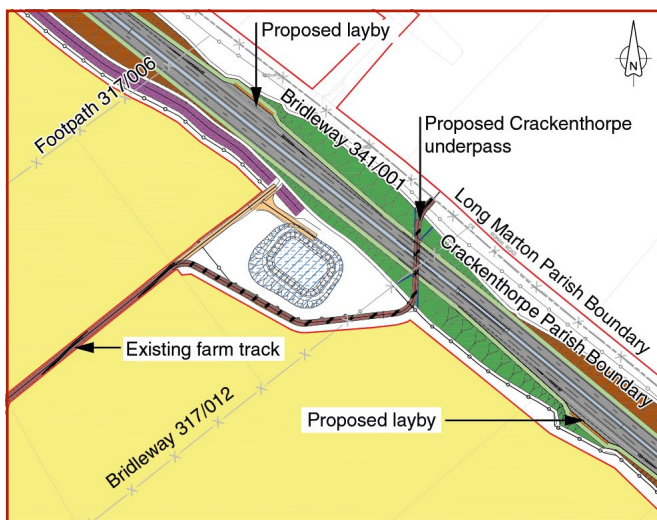 Proposed layby
N
Footpath 317/006
Bridleway 341/001
Proposed Crackenthorpe
underpass
Long Marton Parish Boundary
Crackenthorpe Parish Boundary
Existing farm track
Bridleway 317/012
Proposed layby